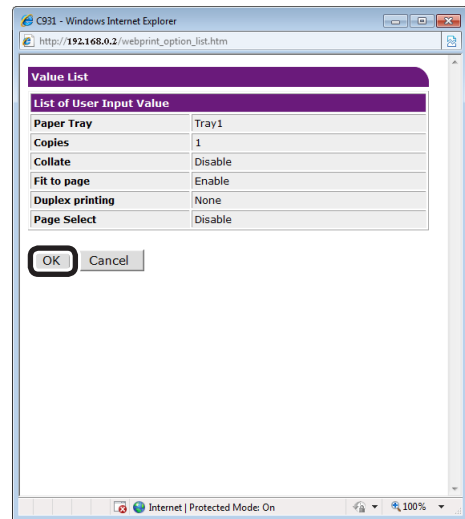 C931 - Windows Internet Explorer
http://192.168.0.2/webprint_option_list.htm
Value List
List of User Input Value
Paper Tray Tray1
Copies 1
Collate Disable
Fit to page Enable
Duplex printing None
Page Select Disable
OK Cancel
Internet | Protected Mode: On 100%